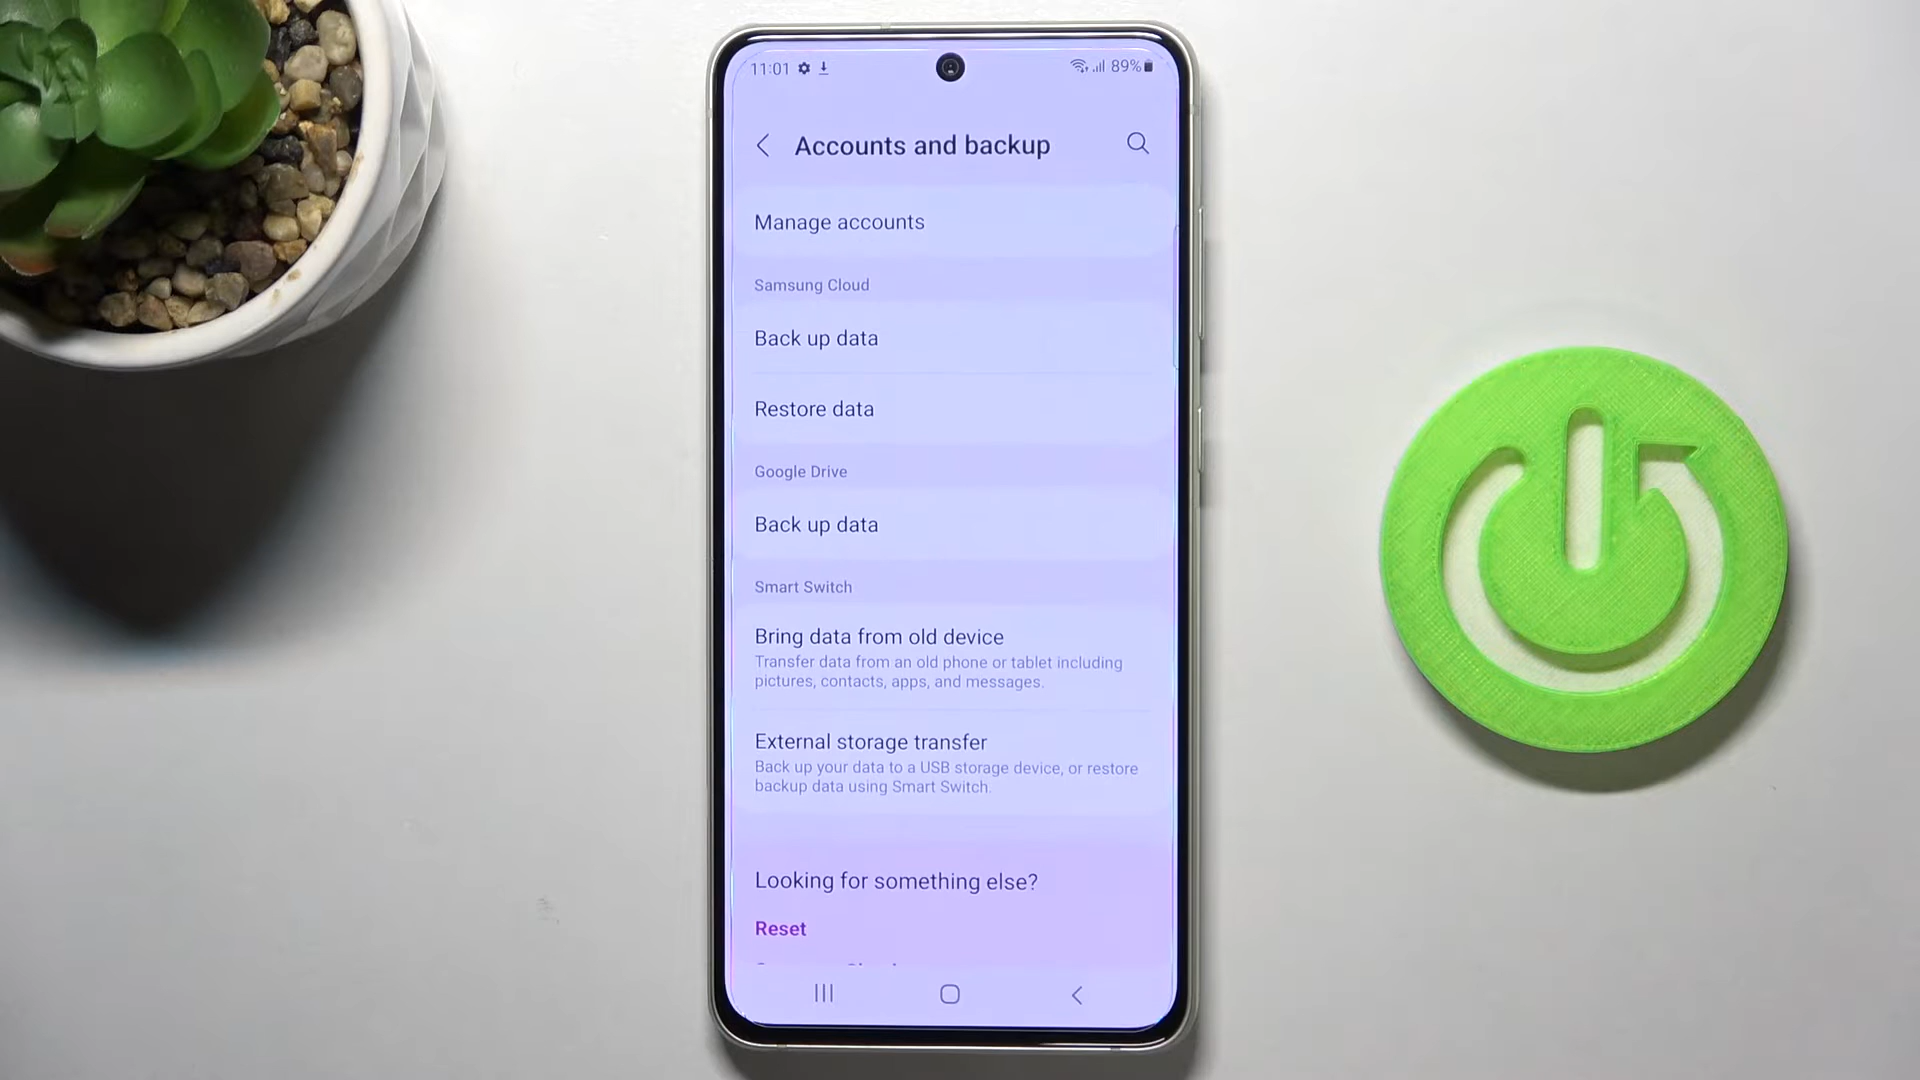 11:01
89%
Accounts and backup
Manage accounts
Samsung Cloud
Back up data
Restore data
Google Drive
Back up data
Smart Switch
Bring data from old device
Transfer data from an old phone or tablet including
pictures, contacts, apps, and messages.
External storage transfer
Back up your data to a USB storage device, or restore
backup data using Smart Switch.
Looking for something else?
Reset